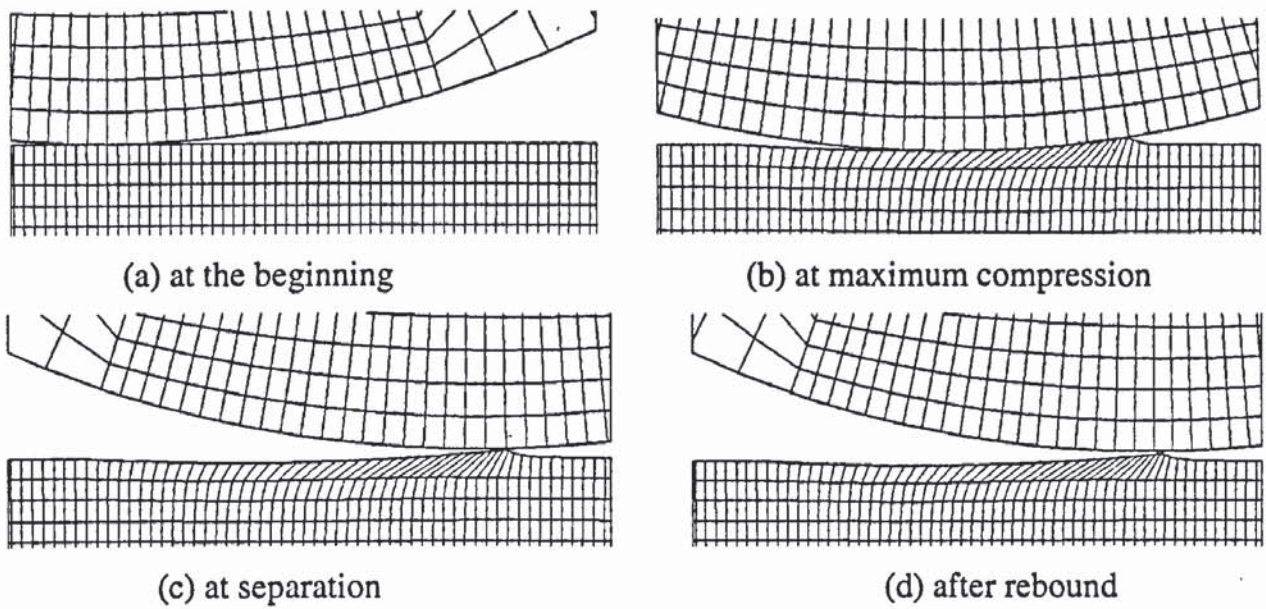 (a) at the beginning
(b) at maximum compression
(c) at separation
(d) after rebound